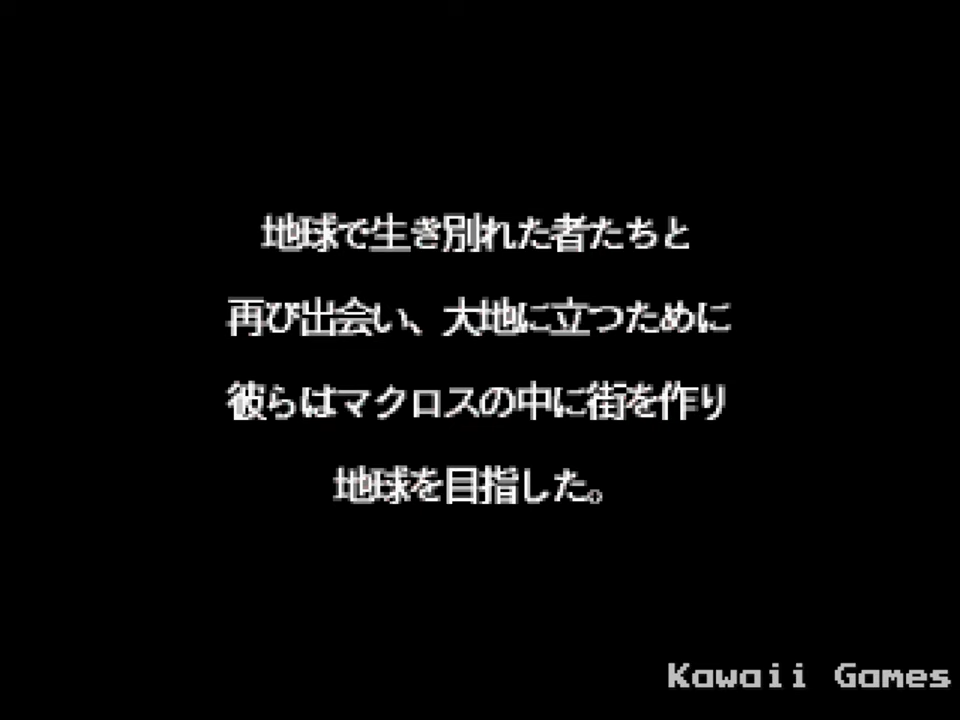 地球で生き別れた者たちと
再び出会い、大地に立つために
彼らはマクロスの中に街を作り
地球を目指した。
Kawaii Games